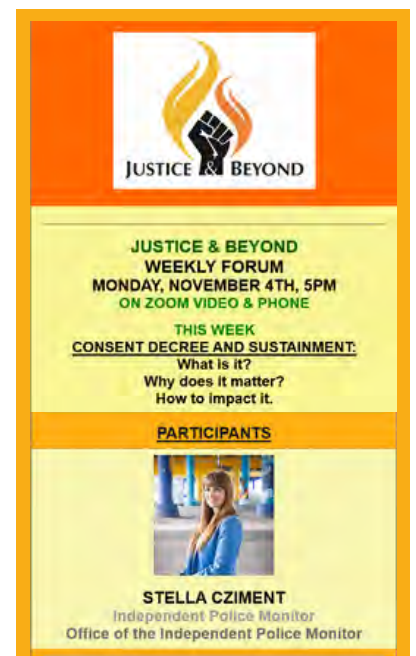 JUSTICE & BEYOND
JUSTICE & BEYOND
WEEKLY FORUM
MONDAY, NOVEMBER 4TH, 5PM
ON ZOOM VIDEO & PHONE
THIS WEEK
CONSENT DECREE AND SUSTAINMENT:
What is it?
Why does it matter?
How to impact it.
PARTICIPANTS
STELLA CZIMENT
Independent Police Monitor
Office of the Independent Police Monitor